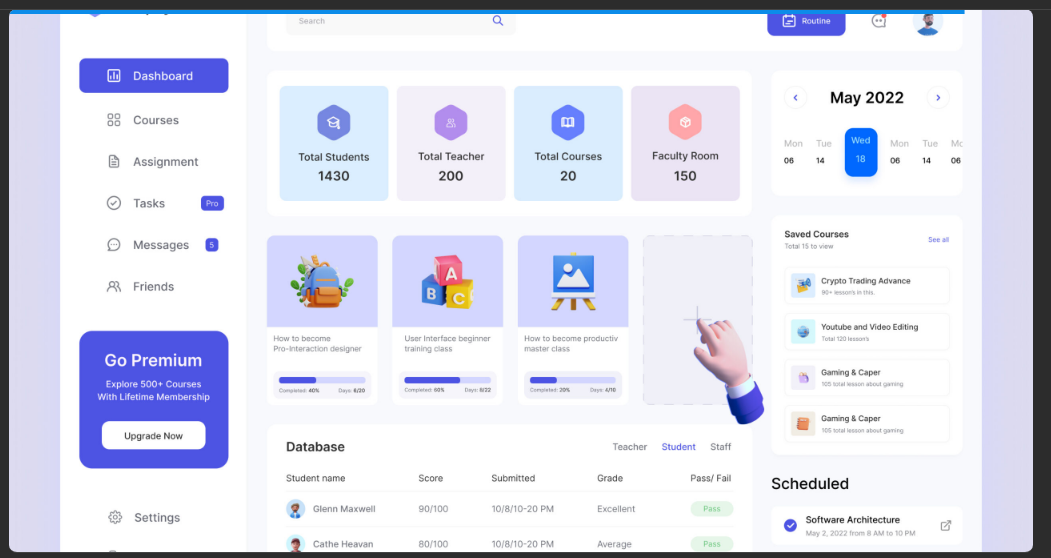 Search
Routine
Dashboard
Courses
Assignment
Tasks
Pro
Messages
5
Friends
Go Premium
Explore 500+ Courses
With Lifetime Membership
Upgrade Now
Settings
Total Students
1430
Total Teacher
200
Total Courses
20
Faculty Room
150
How to become
Pro-Interaction designer
Completed: 40% Days: 6/20
User Interface beginner
training class
Completed: 60% Days: 6/22
How to become productiv
master class
Completed: 20% Days: 4/10
A
B
C
Database
Teacher Student Staff
Student name Score Submitted Grade Pass/ Fail
Glenn Maxwell 90/100 10/8/10-20 PM Excellent Pass
Cathe Heavan 80/100 10/8/10-20 PM Average Pass
May 2022
Mon Tue Wed Mon Tue
06 14 18 06 14 06
Saved Courses
Total 15 to view
See all
Crypto Trading Advance
90+ lesson's in this.
Youtube and Video Editing
Total 120 lesson's
Gaming & Caper
105 total lesson about gaming
Gaming & Caper
105 total lesson about gaming
Scheduled
Software Architecture
May 2, 2022 from 8 AM to 10 PM